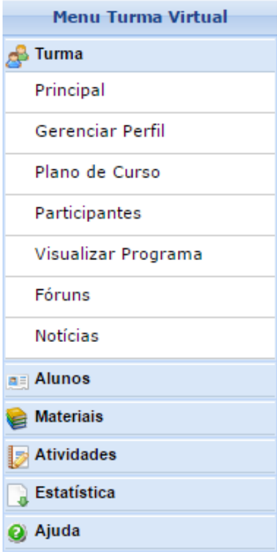 Menu Turma Virtual
Turma
Principal
Gerenciar Perfil
Plano de Curso
Participantes
Visualizar Programa
Fóruns
Notícias
Alunos
Materiais
Atividades
Estatística
Ajuda